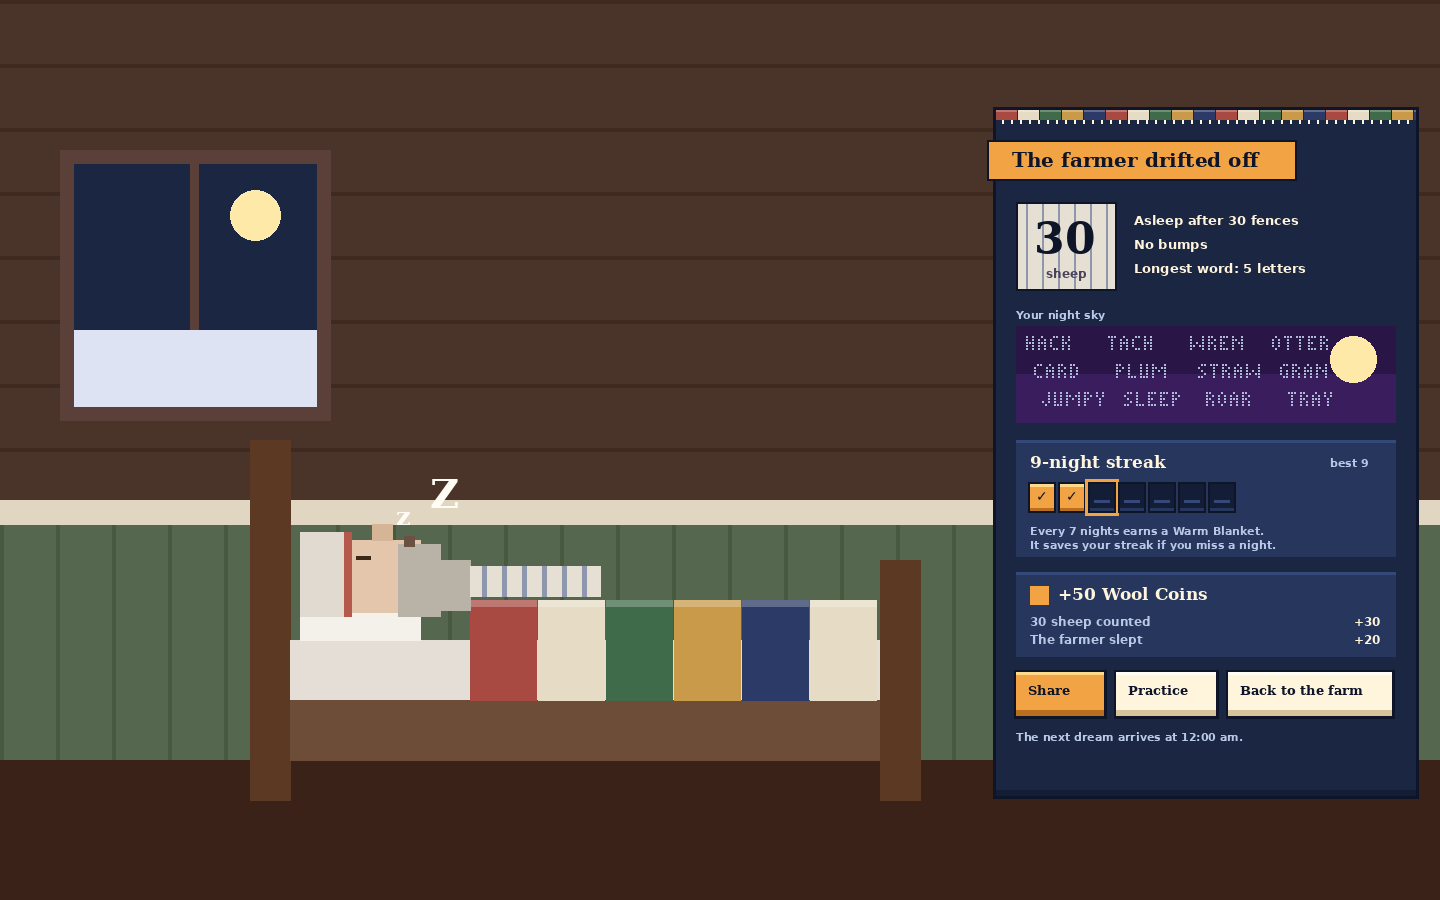 The farmer drifted off
30
sheep
Asleep after 30 fences
No bumps
Longest word: 5 letters
Your night sky
HACK TACH WREN OTTER
CARD PLUM STRAW GRAN
JUMPY SLEEP ROAR TRAY
9-night streak
best 9
✓ ✓
Every 7 nights earns a Warm Blanket.
It saves your streak if you miss a night.
+50 Wool Coins
30 sheep counted +30
The farmer slept +20
Share Practice Back to the farm
The next dream arrives at 12:00 am.
Z
z